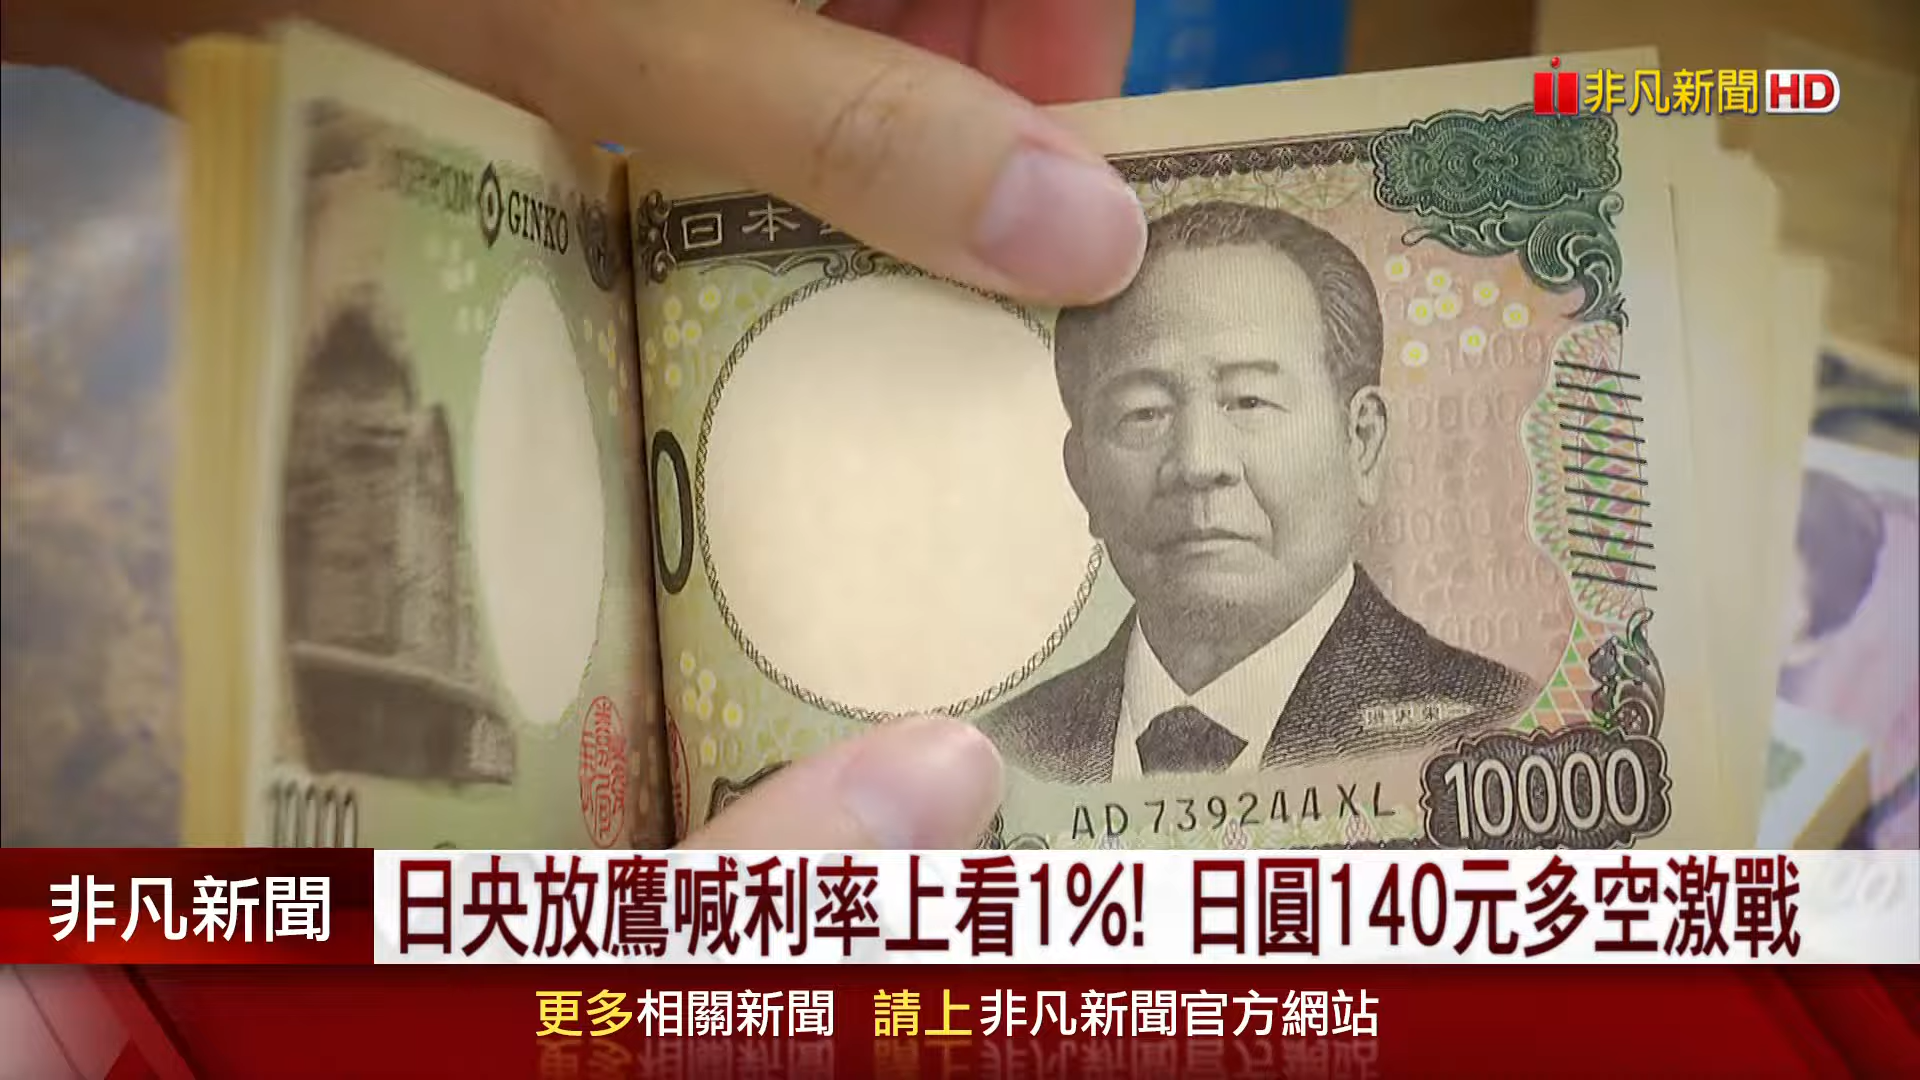 非凡新聞HD
NIPPON GINKO
日本
0
10000
AD739244XL
10000
非凡新聞
日央放鷹喊利率上看1%! 日圓140元多空激戰
更多相關新聞 請上非凡新聞官方網站